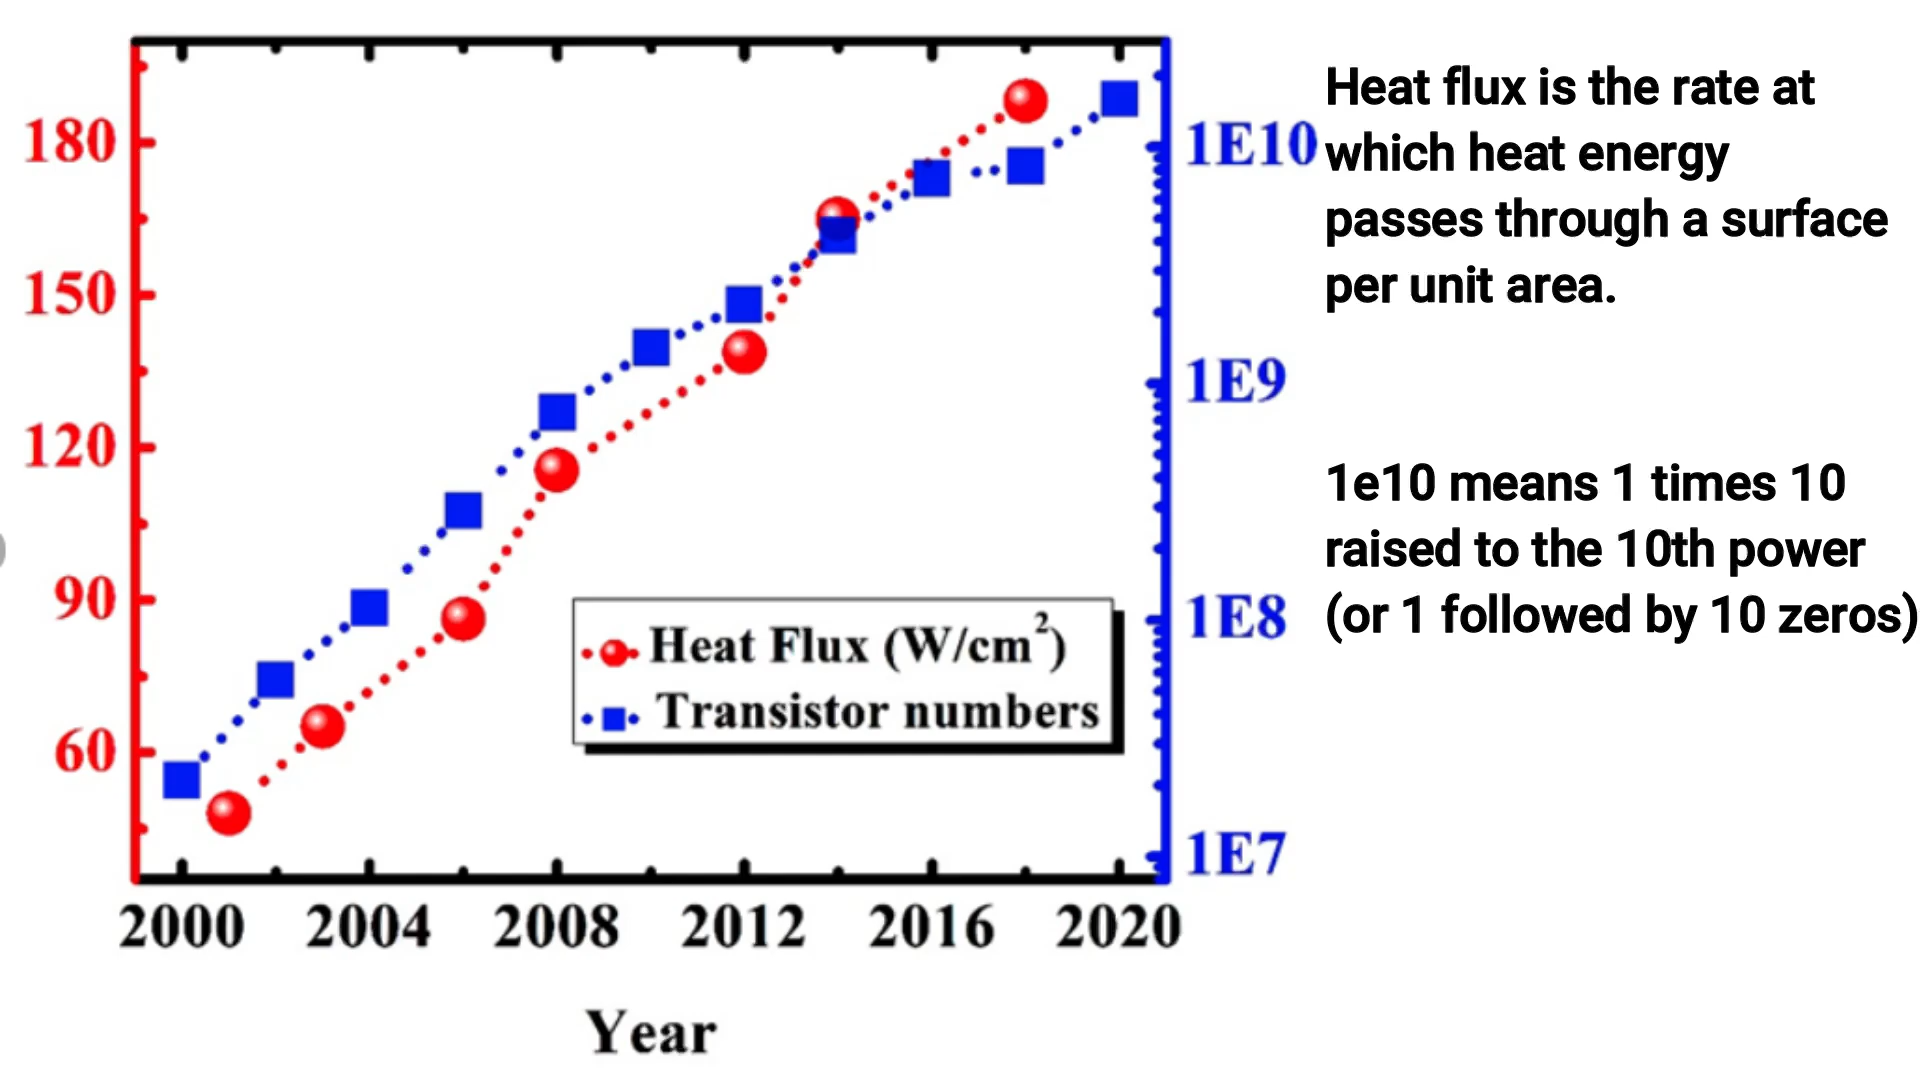 180
150
120
90
60
1E10
1E9
1E8
1E7
Heat Flux (W/cm²)
Transistor numbers
2000 2004 2008 2012 2016 2020
Year
Heat flux is the rate at
which heat energy
passes through a surface
per unit area.
1e10 means 1 times 10
raised to the 10th power
(or 1 followed by 10 zeros)